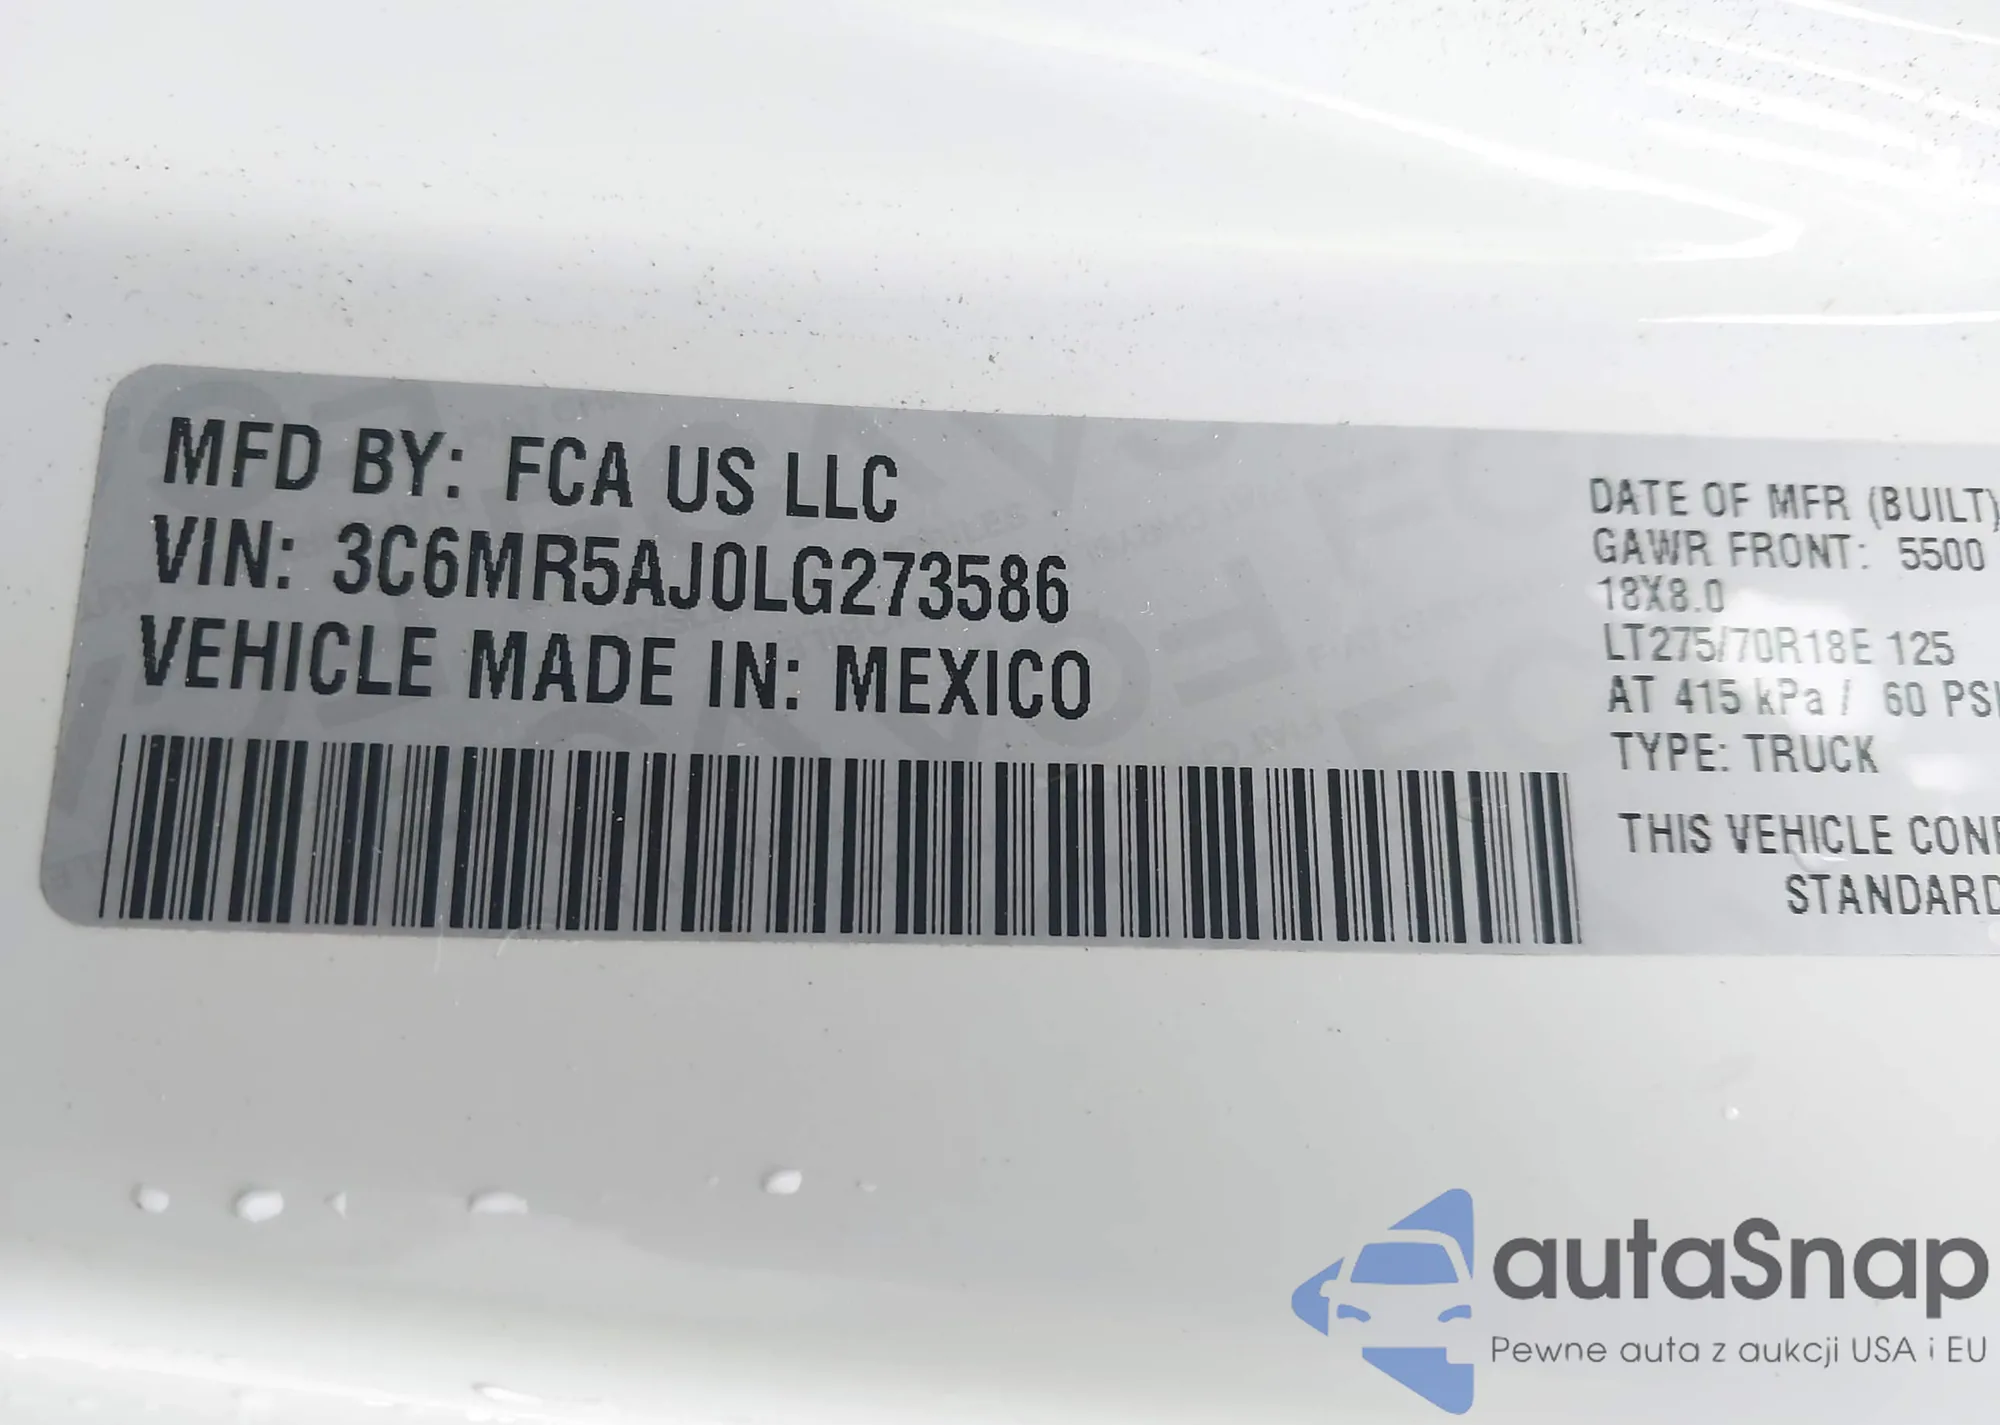 MFD BY: FCA US LLC
VIN: 3C6MR5AJ0LG273586
VEHICLE MADE IN: MEXICO
DATE OF MFR (BUILT)
GAWR FRONT: 5500
18X8.0
LT275/70R18E 125
AT 415 kPa / 60 PSI
TYPE: TRUCK
THIS VEHICLE CONF
STANDARD
autaSnap
Pewne auta z aukcji USA i EU